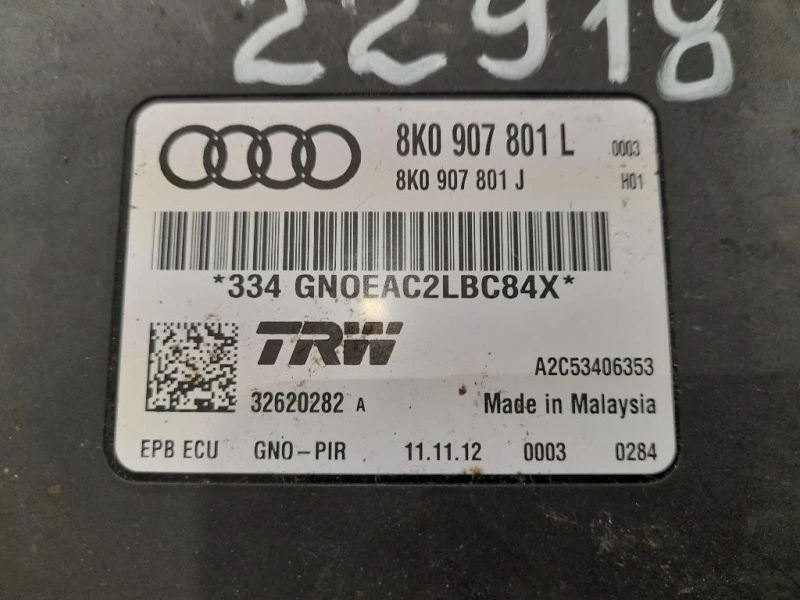 22918
8K0 907 801 L 0003
8K0 907 801 J H01
*334 GNOEAC2LBC84X*
TRW
A2C53406353
32620282 A Made in Malaysia
EPB ECU GNO-PIR 11.11.12 0003 0284